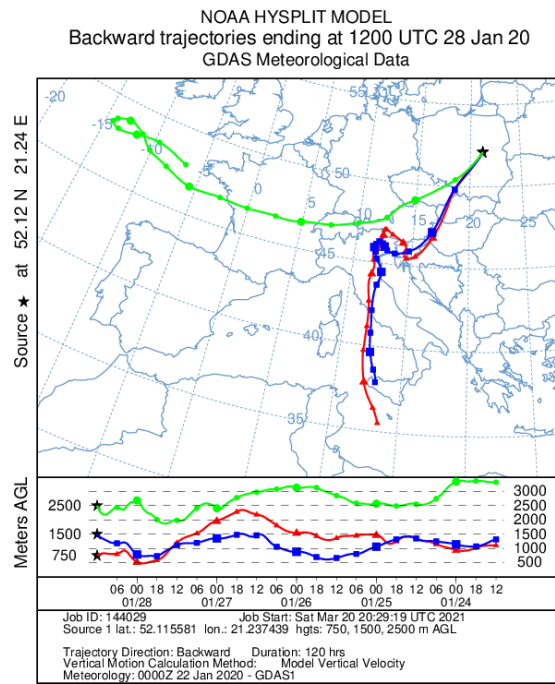 NOAA HYSPLIT MODEL
Backward trajectories ending at 1200 UTC 28 Jan 20
GDAS Meteorological Data
Source ★ at 52.12 N 21.24 E
-20
-15
-10
-5
0
5
10
15
20
25
55
50
45
40
35
Meters AGL
2500
1500
750
3000
2500
2000
1500
1000
500
06 00 18 12 06 00 18 12 06 00 18 12 06 00 18 12 06 00 18 12
01/28 01/27 01/26 01/25 01/24
Job ID: 144029 Job Start: Sat Mar 20 20:29:19 UTC 2021
Source 1 lat.: 52.115581 lon.: 21.237439 hgts: 750, 1500, 2500 m AGL
Trajectory Direction: Backward Duration: 120 hrs
Vertical Motion Calculation Method: Model Vertical Velocity
Meteorology: 0000Z 22 Jan 2020 - GDAS1